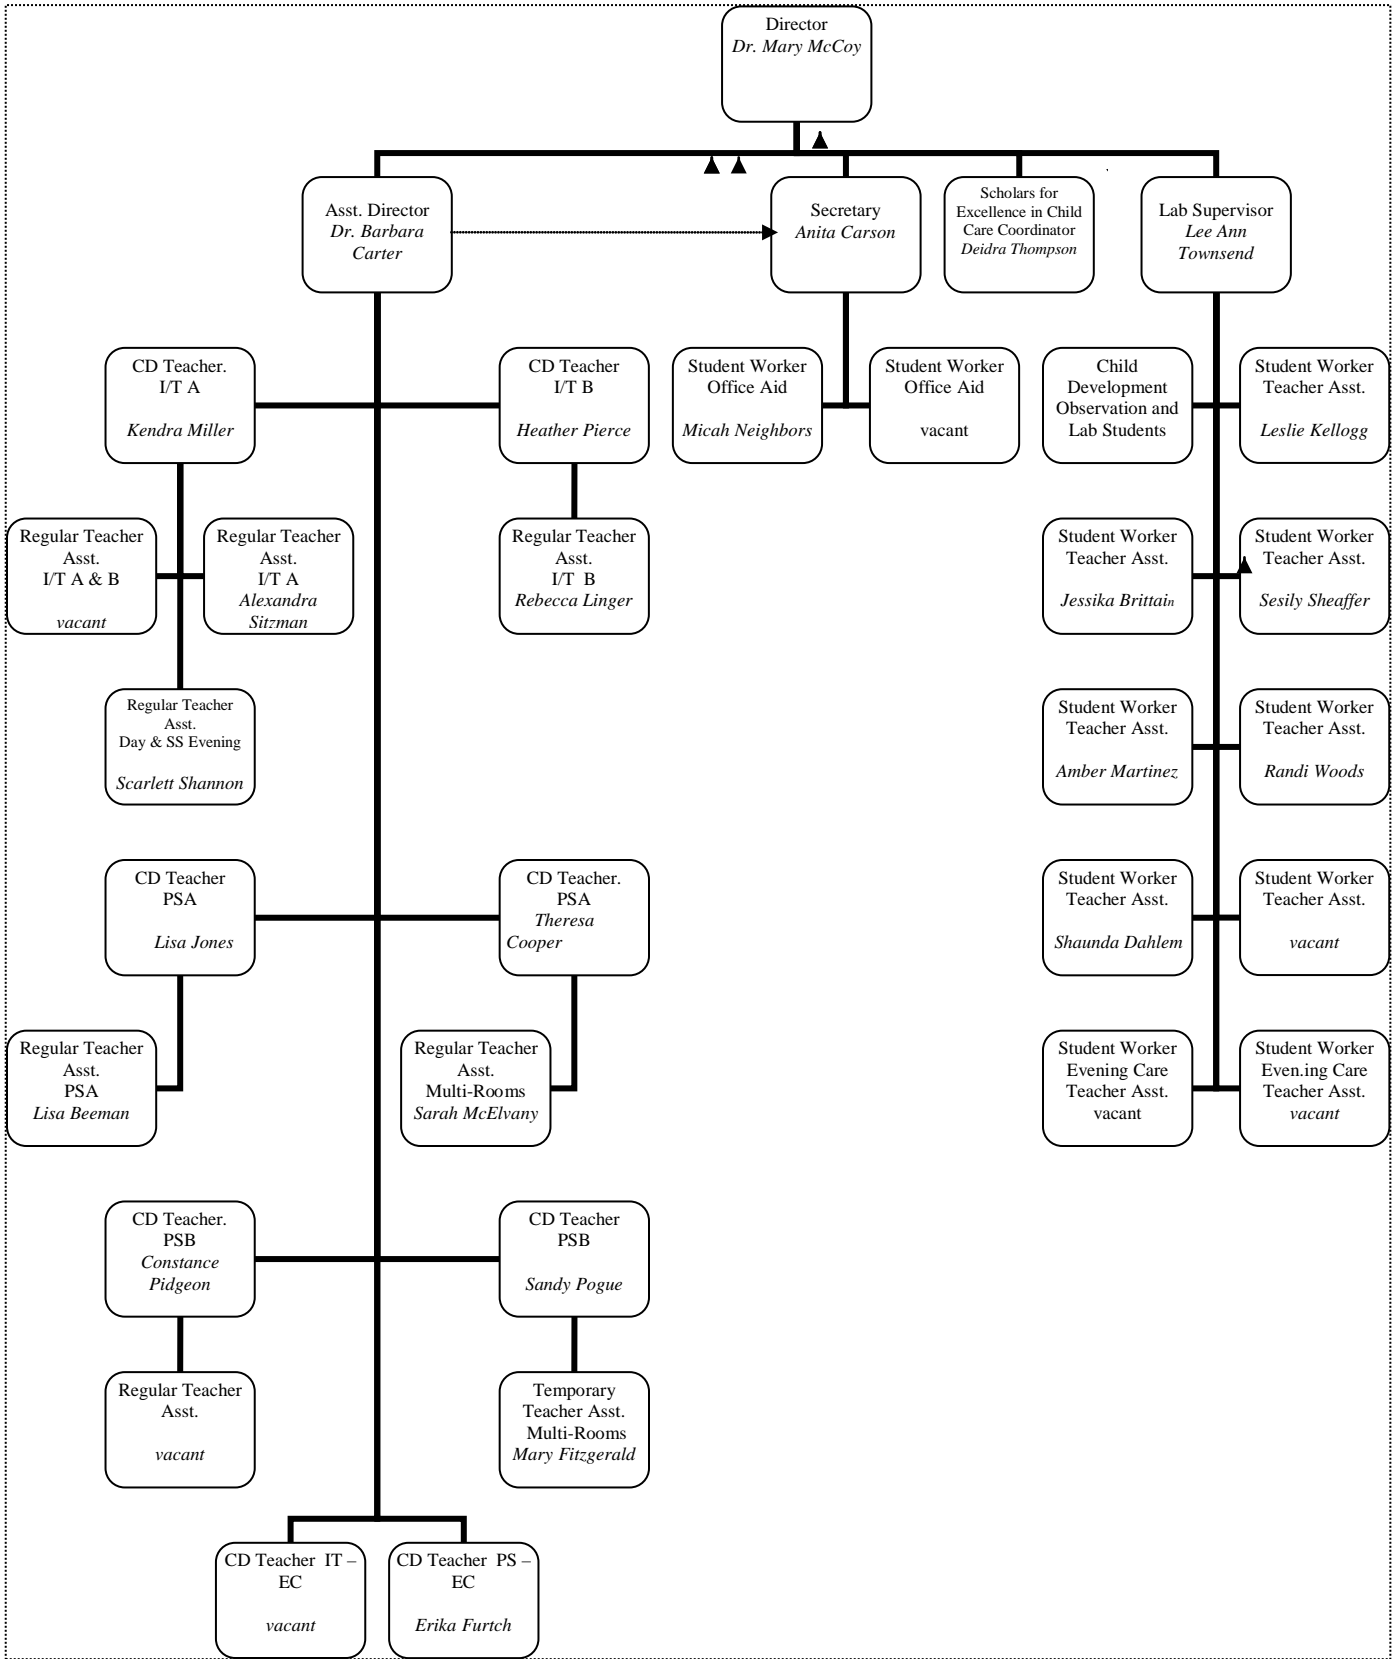 Director
Dr. Mary McCoy
Asst. Director
Dr. Barbara
Carter
Secretary
Anita Carson
Scholars for
Excellence in Child
Care Coordinator
Deidra Thompson
Lab Supervisor
Lee Ann
Townsend
CD Teacher.
I/T A
Kendra Miller
CD Teacher
I/T B
Heather Pierce
Student Worker
Office Aid
Micah Neighbors
Student Worker
Office Aid
vacant
Child
Development
Observation and
Lab Students
Student Worker
Teacher Asst.
Leslie Kellogg
Regular Teacher
Asst.
I/T A & B
vacant
Regular Teacher
Asst.
I/T A
Alexandra
Sitzman
Regular Teacher
Asst.
I/T B
Rebecca Linger
Student Worker
Teacher Asst.
Jessika Brittain
Student Worker
Teacher Asst.
Sesily Sheaffer
Regular Teacher
Asst.
Day & SS Evening
Scarlett Shannon
Student Worker
Teacher Asst.
Amber Martinez
Student Worker
Teacher Asst.
Randi Woods
CD Teacher
PSA
Lisa Jones
CD Teacher.
PSA
Theresa
Cooper
Student Worker
Teacher Asst.
Shaunda Dahlem
Student Worker
Teacher Asst.
vacant
Regular Teacher
Asst.
PSA
Lisa Beeman
Regular Teacher
Asst.
Multi-Rooms
Sarah McElvany
Student Worker
Evening Care
Teacher Asst.
vacant
Student Worker
Even.ing Care
Teacher Asst.
vacant
CD Teacher.
PSB
Constance
Pidgeon
CD Teacher
PSB
Sandy Pogue
Regular Teacher
Asst.
vacant
Temporary
Teacher Asst.
Multi-Rooms
Mary Fitzgerald
CD Teacher IT –
EC
vacant
CD Teacher PS –
EC
Erika Furtch